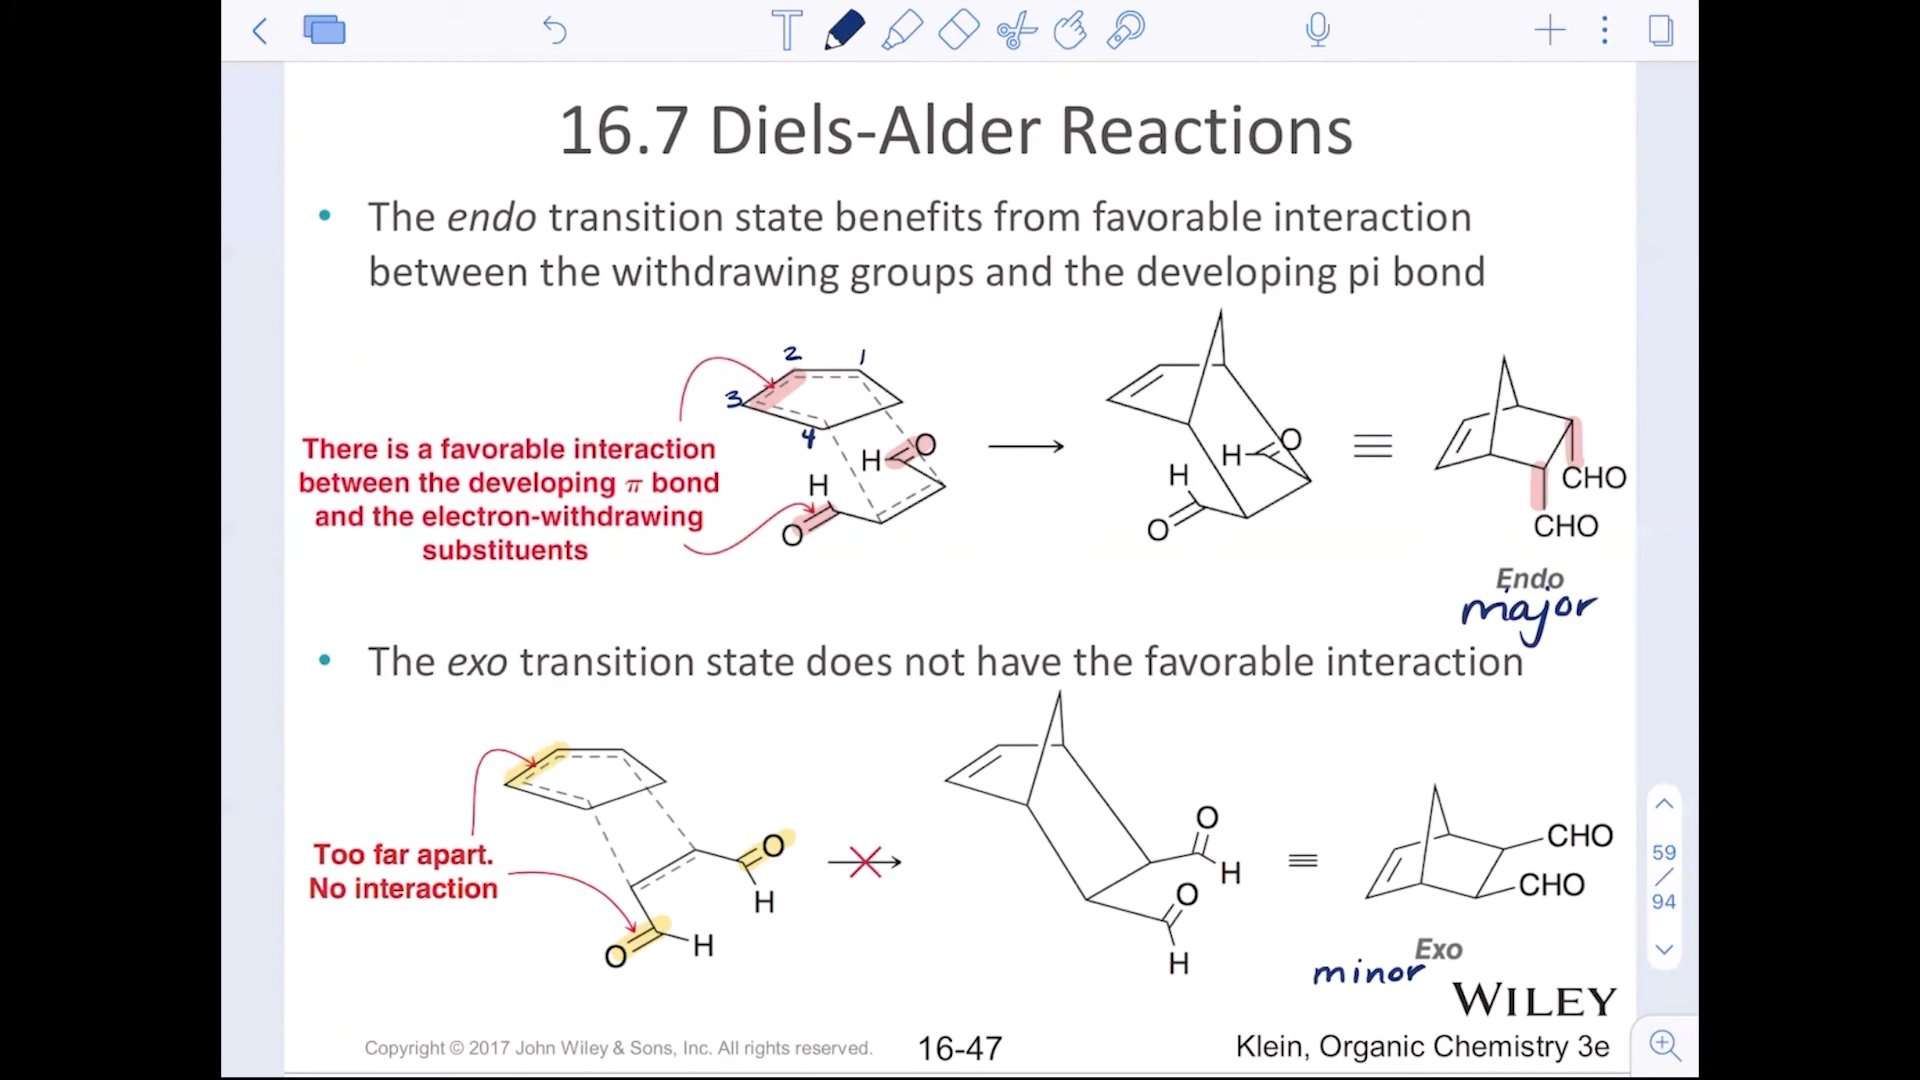 16.7 Diels-Alder Reactions
• The endo transition state benefits from favorable interaction
between the withdrawing groups and the developing pi bond
2 1
3
4
There is a favorable interaction
between the developing π bond
and the electron-withdrawing
substituents
H O
H
O
H O
H
O
CHO
CHO
Endo
major
• The exo transition state does not have the favorable interaction
Too far apart.
No interaction
O
H
O H
O
H
O
H
CHO
CHO
Exo
minor
WILEY
59
/
94
Copyright © 2017 John Wiley & Sons, Inc. All rights reserved.
16-47
Klein, Organic Chemistry 3e